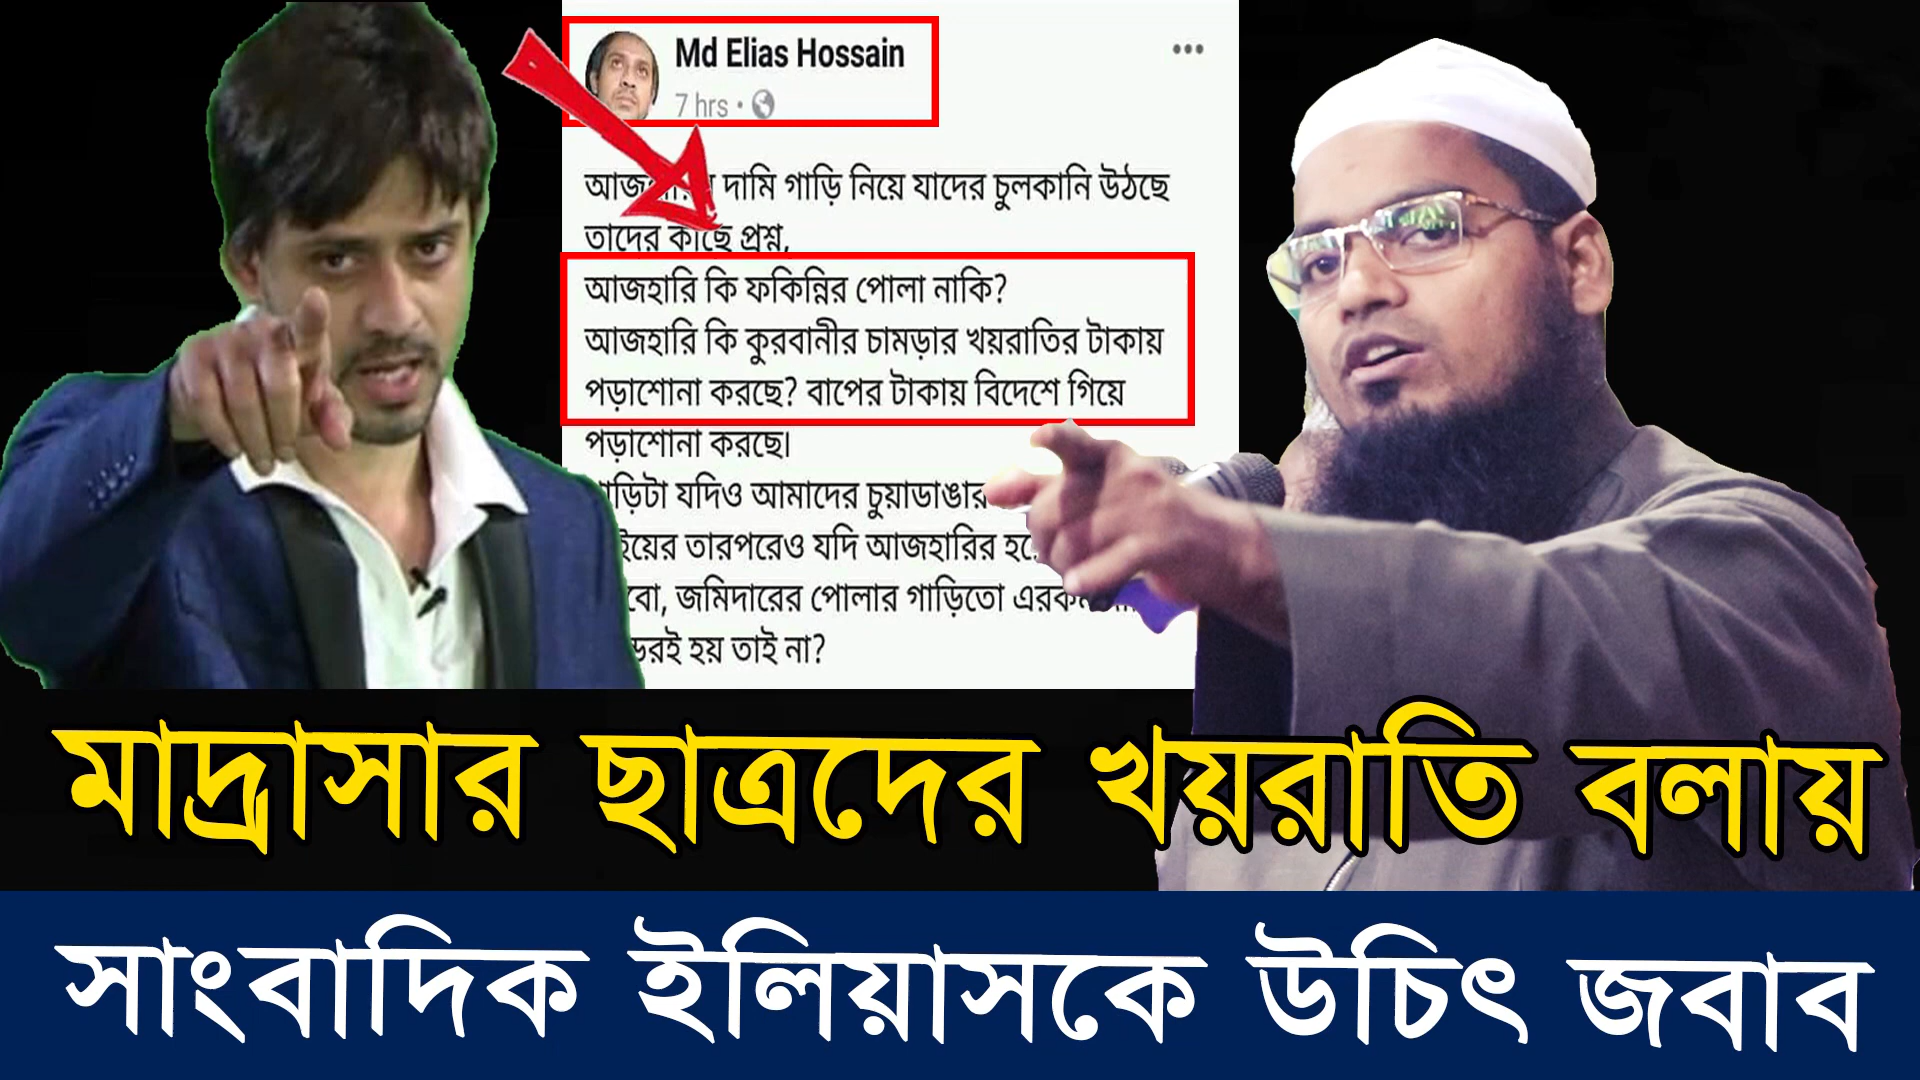 Md Elias Hossain
7 hrs
দামি গাড়ি নিয়ে যাদের চুলকানি উঠছে
তাদের কাছে প্রশ্ন,
আজহারি কি ফকিন্নির পোলা নাকি?
আজহারি কি কুরবানীর চামড়ার খয়রাতির টাকায়
পড়াশোনা করছে? বাপের টাকায় বিদেশে গিয়ে
পড়াশোনা করছে।
যদিও আমাদের চুয়াডাঙার
তারপরেও যদি আজহারির
জমিদারের পোলার গাড়িতো
হয় তাই না?
মাদ্রাসার ছাত্রদের খয়রাতি বলায়
সাংবাদিক ইলিয়াসকে উচিৎ জবাব